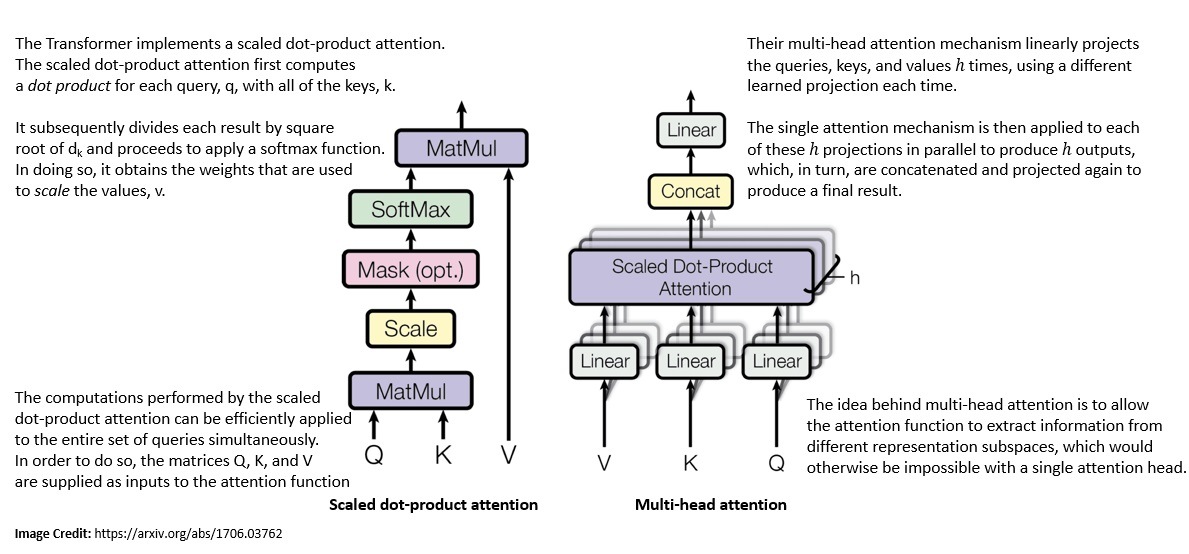 The Transformer implements a scaled dot-product attention.
The scaled dot-product attention first computes
a dot product for each query, q, with all of the keys, k.
It subsequently divides each result by square
root of dk and proceeds to apply a softmax function.
In doing so, it obtains the weights that are used
to scale the values, v.
MatMul
SoftMax
Mask (opt.)
Scale
MatMul
Q K V
The computations performed by the scaled
dot-product attention can be efficiently applied
to the entire set of queries simultaneously.
In order to do so, the matrices Q, K, and V
are supplied as inputs to the attention function
Scaled dot-product attention
Their multi-head attention mechanism linearly projects
the queries, keys, and values h times, using a different
learned projection each time.
The single attention mechanism is then applied to each
of these h projections in parallel to produce h outputs,
which, in turn, are concatenated and projected again to
produce a final result.
Linear
Concat
Scaled Dot-Product
Attention
h
Linear Linear Linear
V K Q
The idea behind multi-head attention is to allow
the attention function to extract information from
different representation subspaces, which would
otherwise be impossible with a single attention head.
Multi-head attention
Image Credit: https://arxiv.org/abs/1706.03762